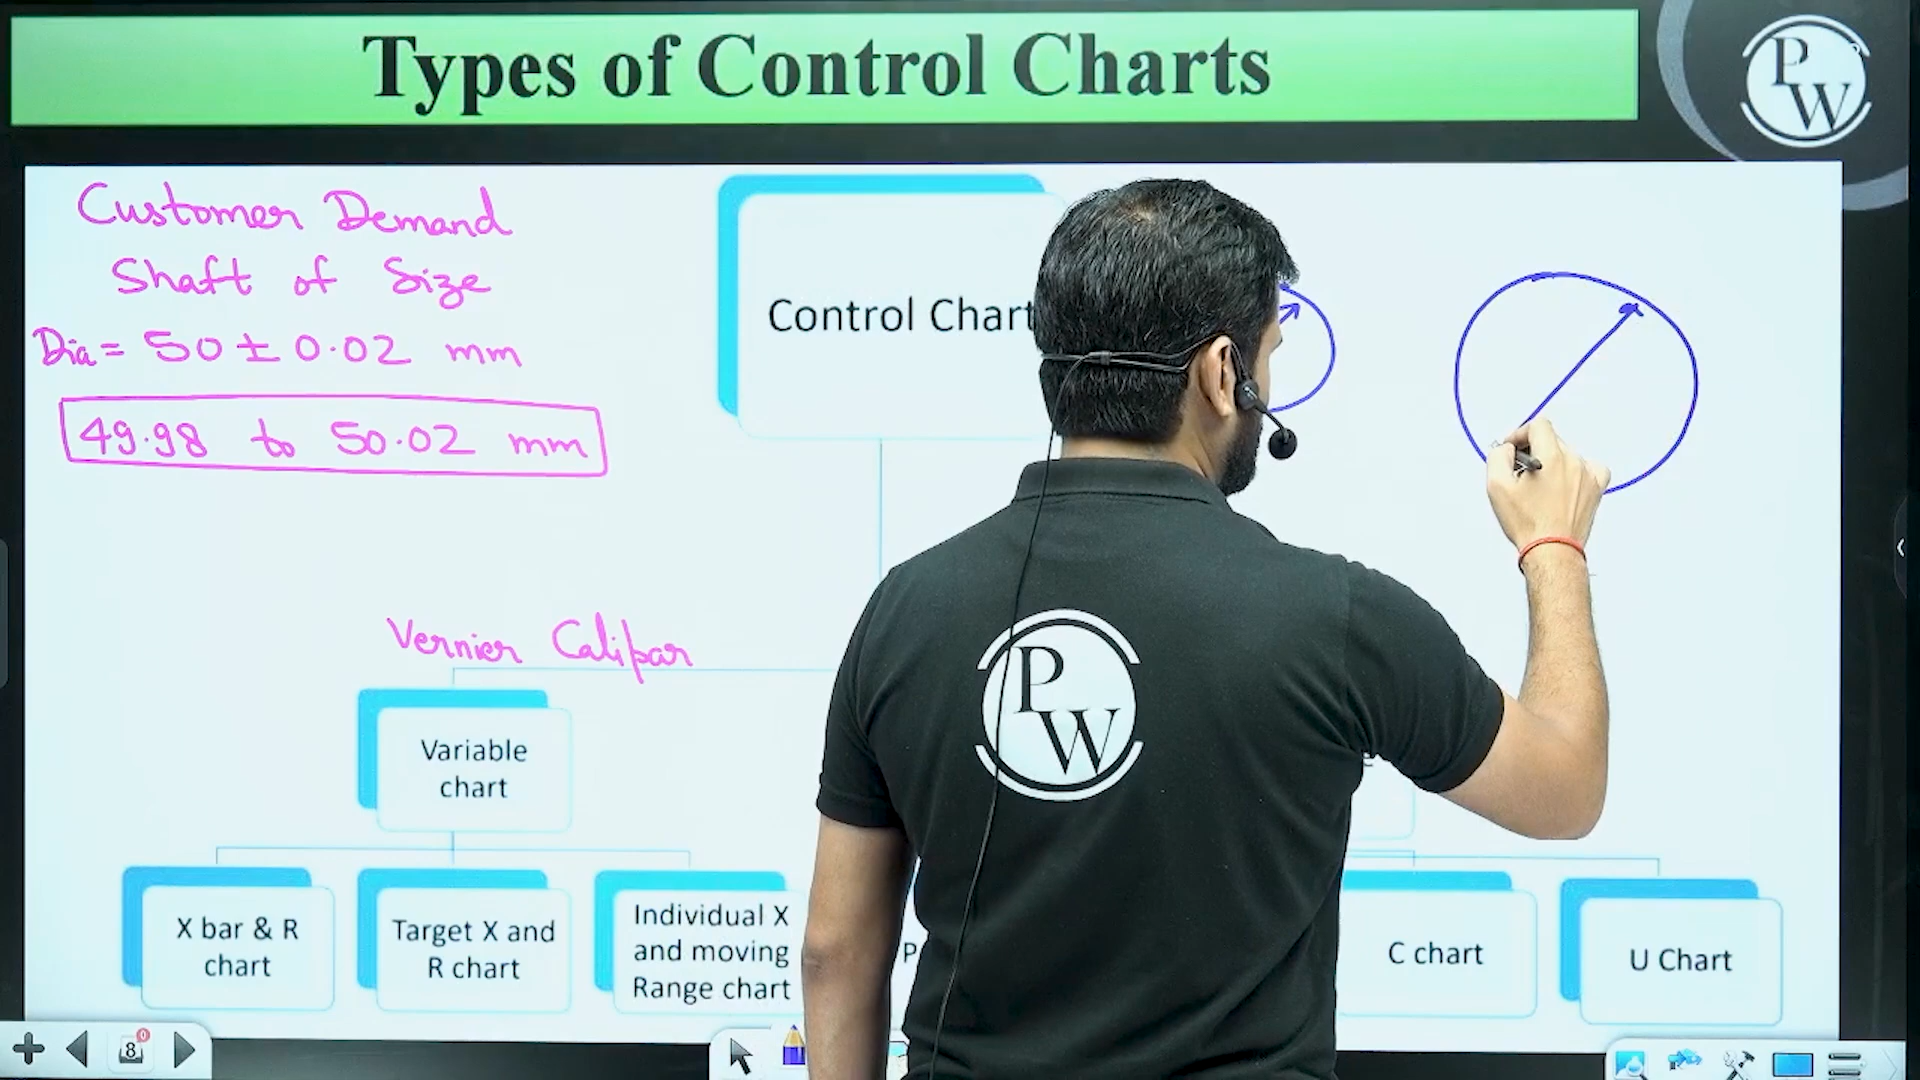 Types of Control Charts
P
W
Customer Demand
Shaft of Size
Dia = 50 ± 0.02 mm
49.98 to 50.02 mm
Control Chart
Vernier Calipar
Variable
chart
X bar & R
chart
Target X and
R chart
Individual X
and moving
Range chart
P
C chart
U Chart
P
W
8
0